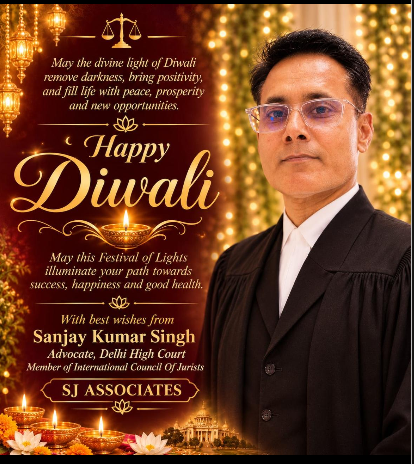 May the divine light of Diwali
remove darkness, bring positivity,
and fill life with peace, prosperity
and new opportunities.
Happy
Diwali
May this Festival of Lights
illuminate your path towards
success, happiness and good health.
With best wishes from
Sanjay Kumar Singh
Advocate, Delhi High Court
Member of International Council Of Jurists
SJ ASSOCIATES